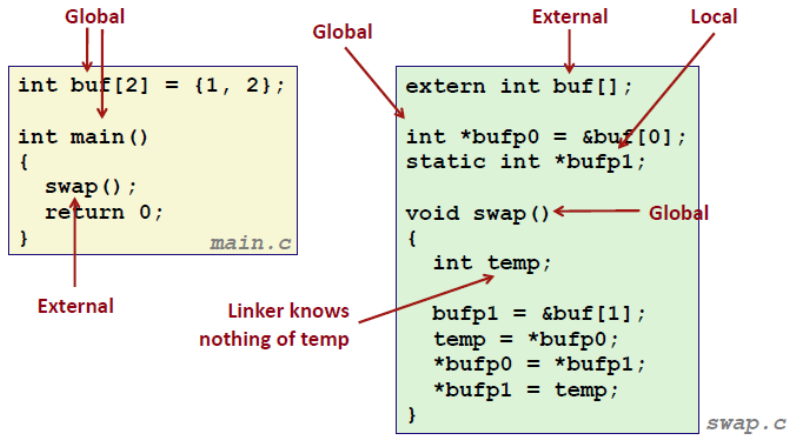 Global
int buf[2] = {1, 2};
int main()
{
  swap();
  return 0;
}
main.c
External
External
Local
Global
extern int buf[];
int *bufp0 = &buf[0];
static int *bufp1;
void swap()
Global
{
  int temp;
Linker knows
nothing of temp
  bufp1 = &buf[1];
  temp = *bufp0;
  *bufp0 = *bufp1;
  *bufp1 = temp;
}
swap.c